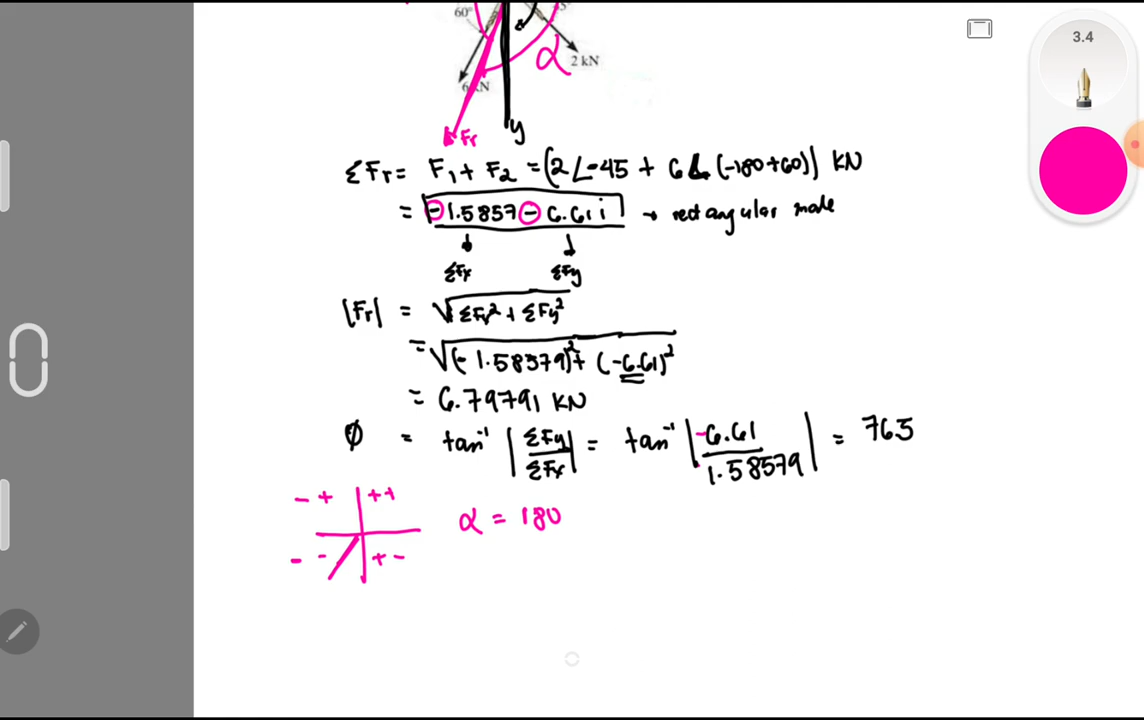 3.4
60°
α
2 kN
6 kN
Fr
y
ΣFr = F1 + F2 = (2∠-45 + 6∠(-180+60)) KN
= -1.5857 - 6.61 i → rectangular mode
ΣFx ΣFy
|Fr| = √ΣFx² + ΣFy²
= √(-1.58579)² + (-6.61)²
= 6.79791 KN
Ø = tan⁻¹ |ΣFy/ΣFx| = tan⁻¹ |-6.61/1.58579| = 76.5
- + ++
α = 180
- - + -